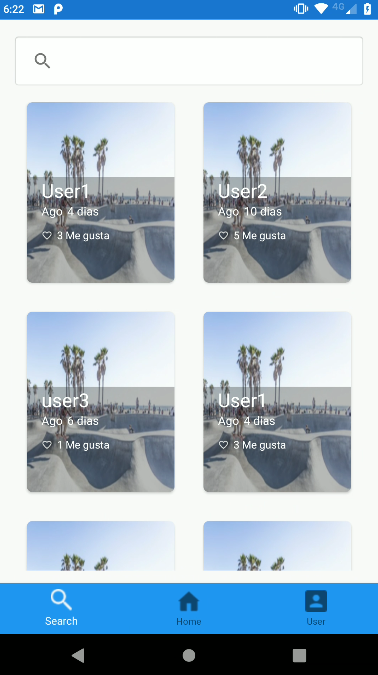 6:22
4G
User1
Ago 4 dias
3 Me gusta
User2
Ago 10 dias
5 Me gusta
user3
Ago 6 dias
1 Me gusta
User1
Ago 4 dias
3 Me gusta
Search
Home
User